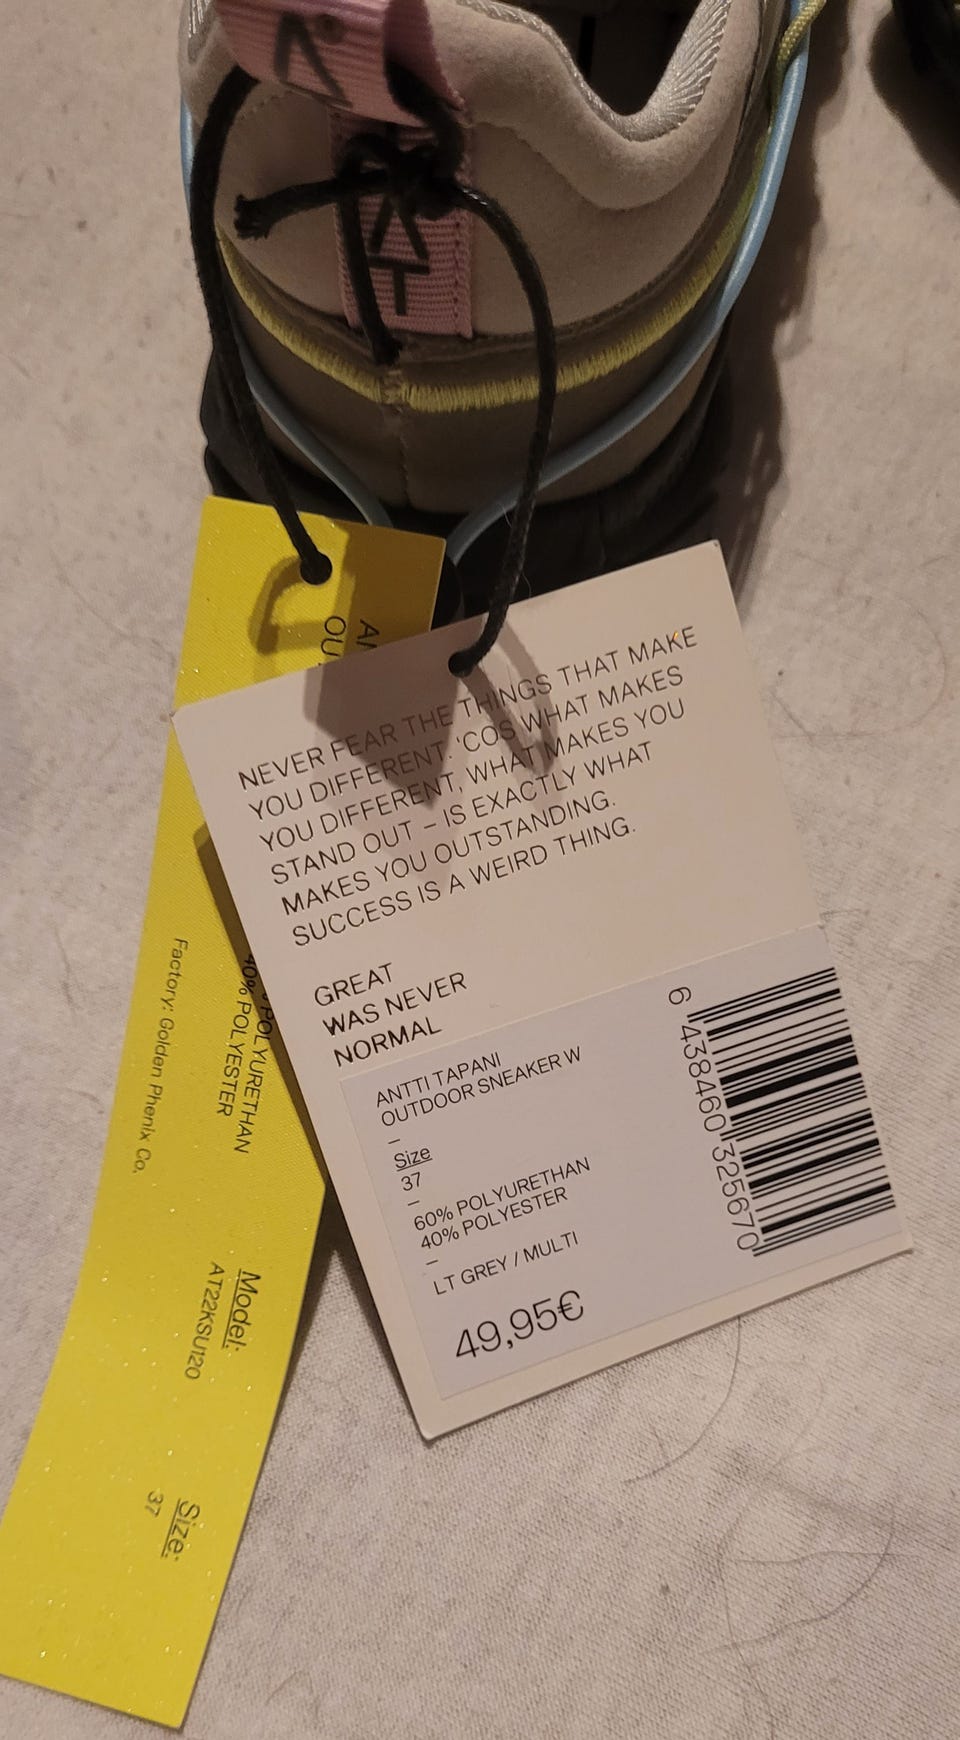 AT
NEVER FEAR THE THINGS THAT MAKE
YOU DIFFERENT. 'COS WHAT MAKES
YOU DIFFERENT, WHAT MAKES YOU
STAND OUT – IS EXACTLY WHAT
MAKES YOU OUTSTANDING.
SUCCESS IS A WEIRD THING.
GREAT
WAS NEVER
NORMAL
ANTTI TAPANI
OUTDOOR SNEAKER W
–
Size
37
–
60% POLYURETHAN
40% POLYESTER
–
LT GREY / MULTI
49,95€
6 438460 325670
POLYURETHAN
40% POLYESTER
Factory: Golden Phenix Co,
Model:
AT22KSU120
Size:
37